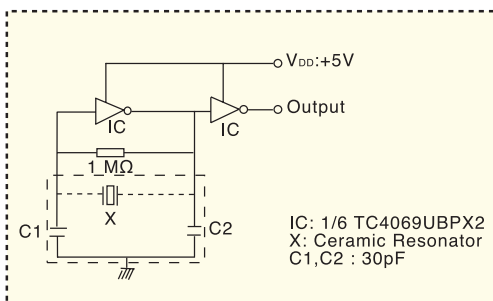 VDD:+5V
Output
IC
IC
1 MΩ
X
C1
C2
IC: 1/6 TC4069UBPX2
X: Ceramic Resonator
C1,C2 : 30pF